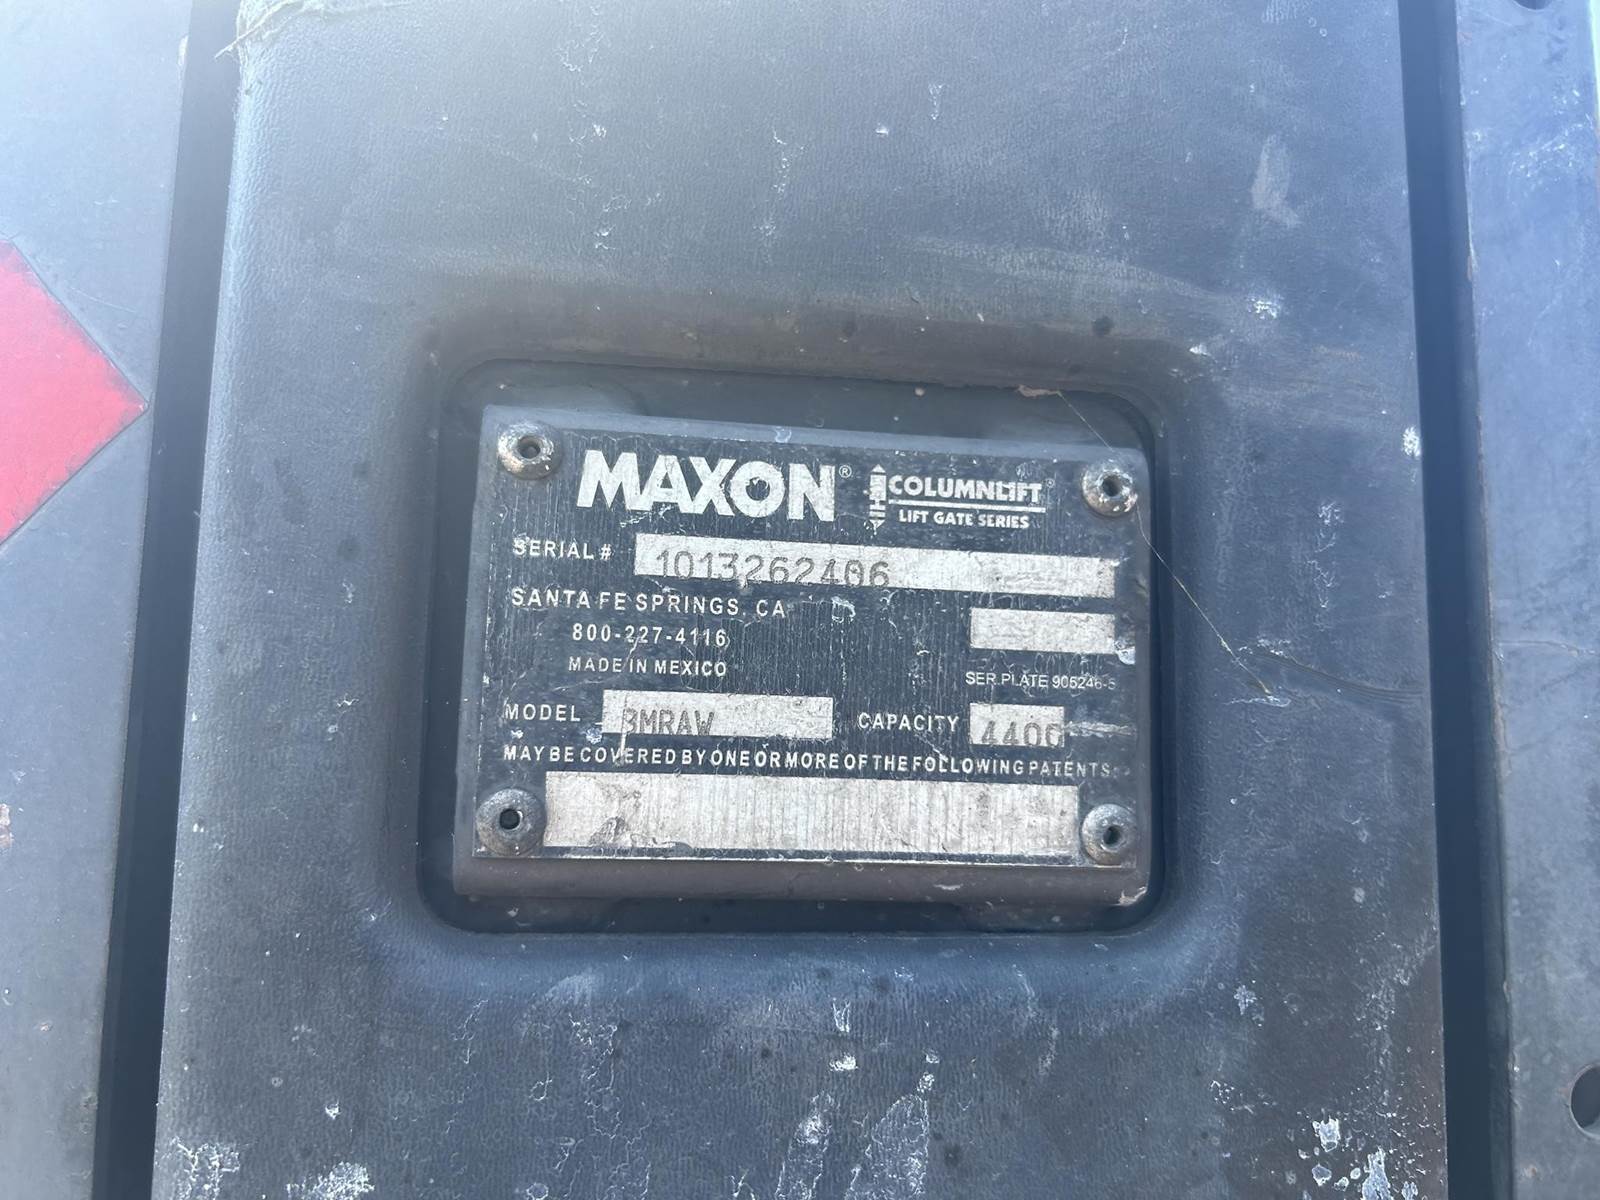 MAXON® COLUMNLIFT®
LIFT GATE SERIES
SERIAL # 1013262406
SANTA FE SPRINGS, CA
800-227-4116
MADE IN MEXICO
SER. PLATE 905246-5
MODEL BMRAW CAPACITY 4400
MAY BE COVERED BY ONE OR MORE OF THE FOLLOWING PATENTS: